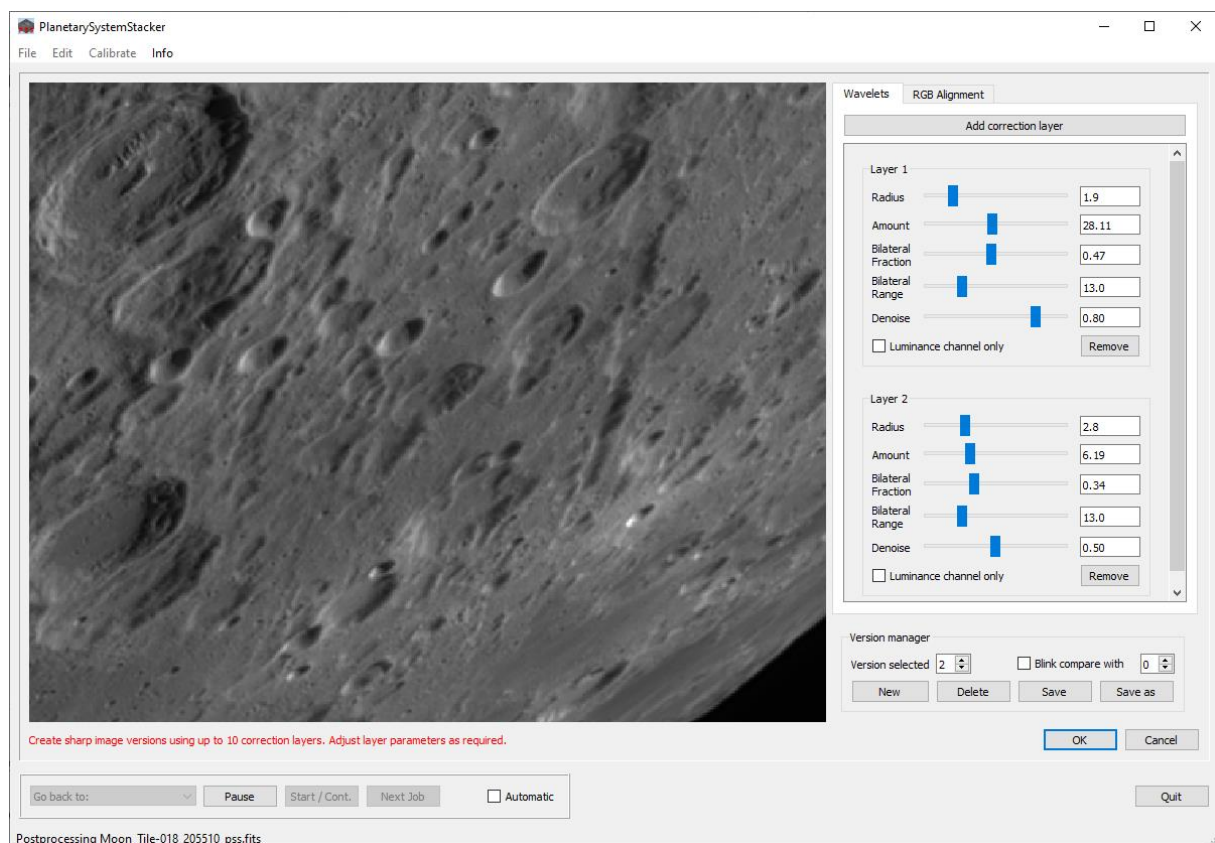 PlanetarySystemStacker
File Edit Calibrate Info
Wavelets RGB Alignment
Add correction layer
Layer 1
Radius 1.9
Amount 28.11
Bilateral
Fraction 0.47
Bilateral
Range 13.0
Denoise 0.80
Luminance channel only Remove
Layer 2
Radius 2.8
Amount 6.19
Bilateral
Fraction 0.34
Bilateral
Range 13.0
Denoise 0.50
Luminance channel only Remove
Version manager
Version selected 2 Blink compare with 0
New Delete Save Save as
Create sharp image versions using up to 10 correction layers. Adjust layer parameters as required.
OK Cancel
Go back to: Pause Start / Cont. Next Job Automatic Quit
Postprocessing Moon_Tile-018_205510_pss.fits